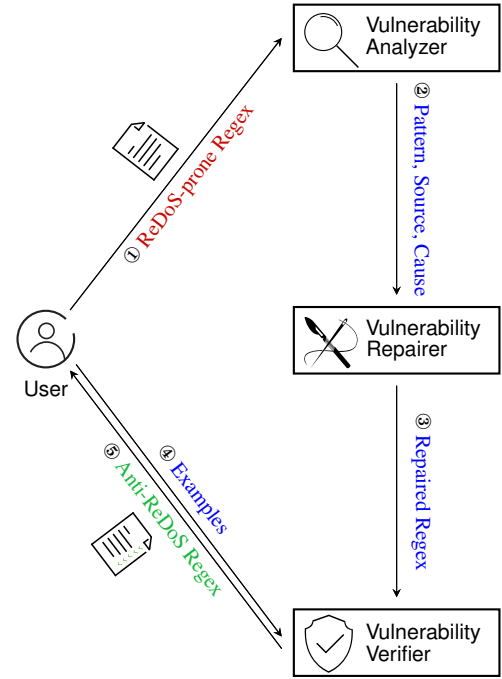 Vulnerability
Analyzer
① ReDoS-prone Regex
② Pattern, Source, Cause
User
Vulnerability
Repairer
③ Repaired Regex
④ Examples
⑤ Anti-ReDoS Regex
Vulnerability
Verifier